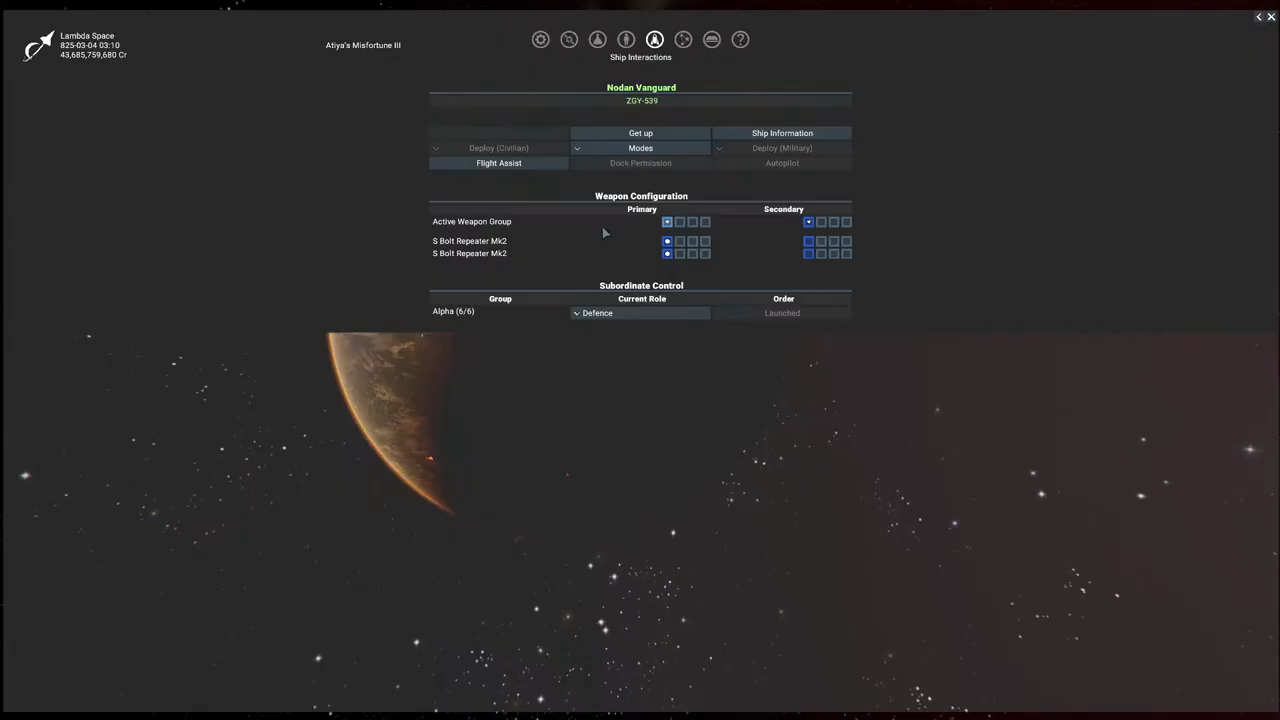 Lambda Space
825-03-04 03:10
43,685,759,680 Cr
Atiya's Misfortune III
Ship Interactions
Nodan Vanguard
ZGY-539
Get up
Ship Information
Deploy (Civilian)
Modes
Deploy (Military)
Flight Assist
Dock Permission
Autopilot
Weapon Configuration
Primary
Secondary
Active Weapon Group
S Bolt Repeater Mk2
S Bolt Repeater Mk2
Subordinate Control
Group
Current Role
Order
Alpha (6/6)
Defence
Launched